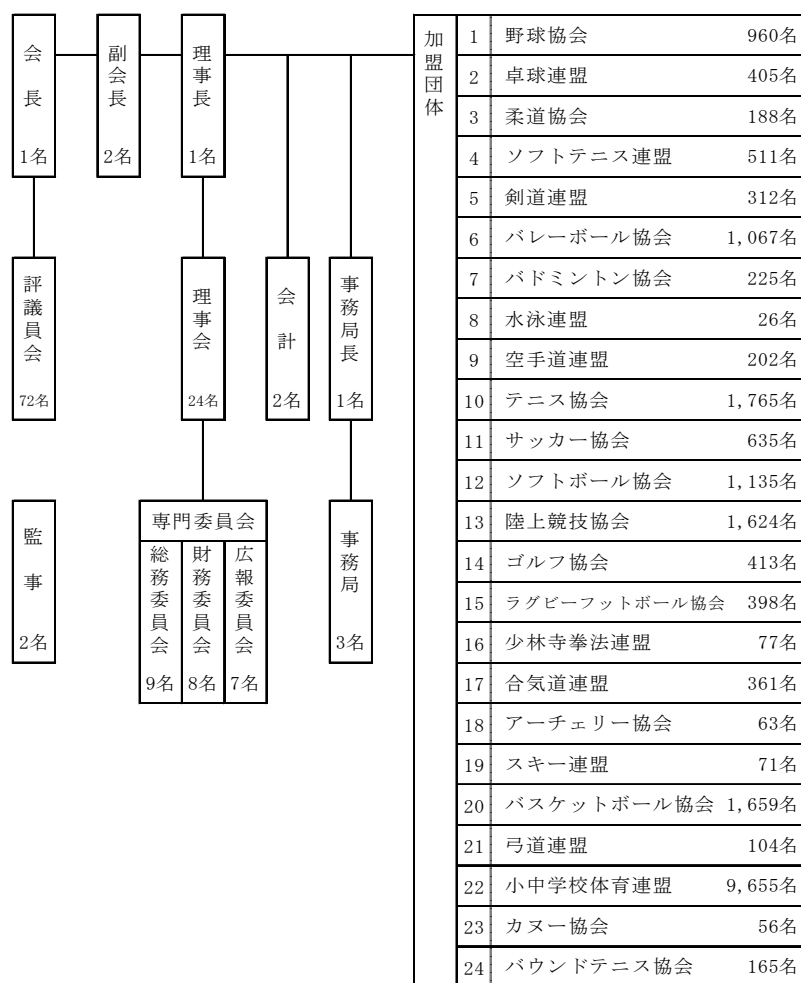 会長
1名
副会長
2名
理事長
1名
評議員会
72名
理事会
24名
会計
2名
事務局長
1名
監事
2名
専門委員会
総務委員会
9名
財務委員会
8名
広報委員会
7名
事務局
3名
加盟団体
1 野球協会 960名
2 卓球連盟 405名
3 柔道協会 188名
4 ソフトテニス連盟 511名
5 剣道連盟 312名
6 バレーボール協会 1,067名
7 バドミントン協会 225名
8 水泳連盟 26名
9 空手道連盟 202名
10 テニス協会 1,765名
11 サッカー協会 635名
12 ソフトボール協会 1,135名
13 陸上競技協会 1,624名
14 ゴルフ協会 413名
15 ラグビーフットボール協会 398名
16 少林寺拳法連盟 77名
17 合気道連盟 361名
18 アーチェリー協会 63名
19 スキー連盟 71名
20 バスケットボール協会 1,659名
21 弓道連盟 104名
22 小中学校体育連盟 9,655名
23 カヌー協会 56名
24 バウンドテニス協会 165名